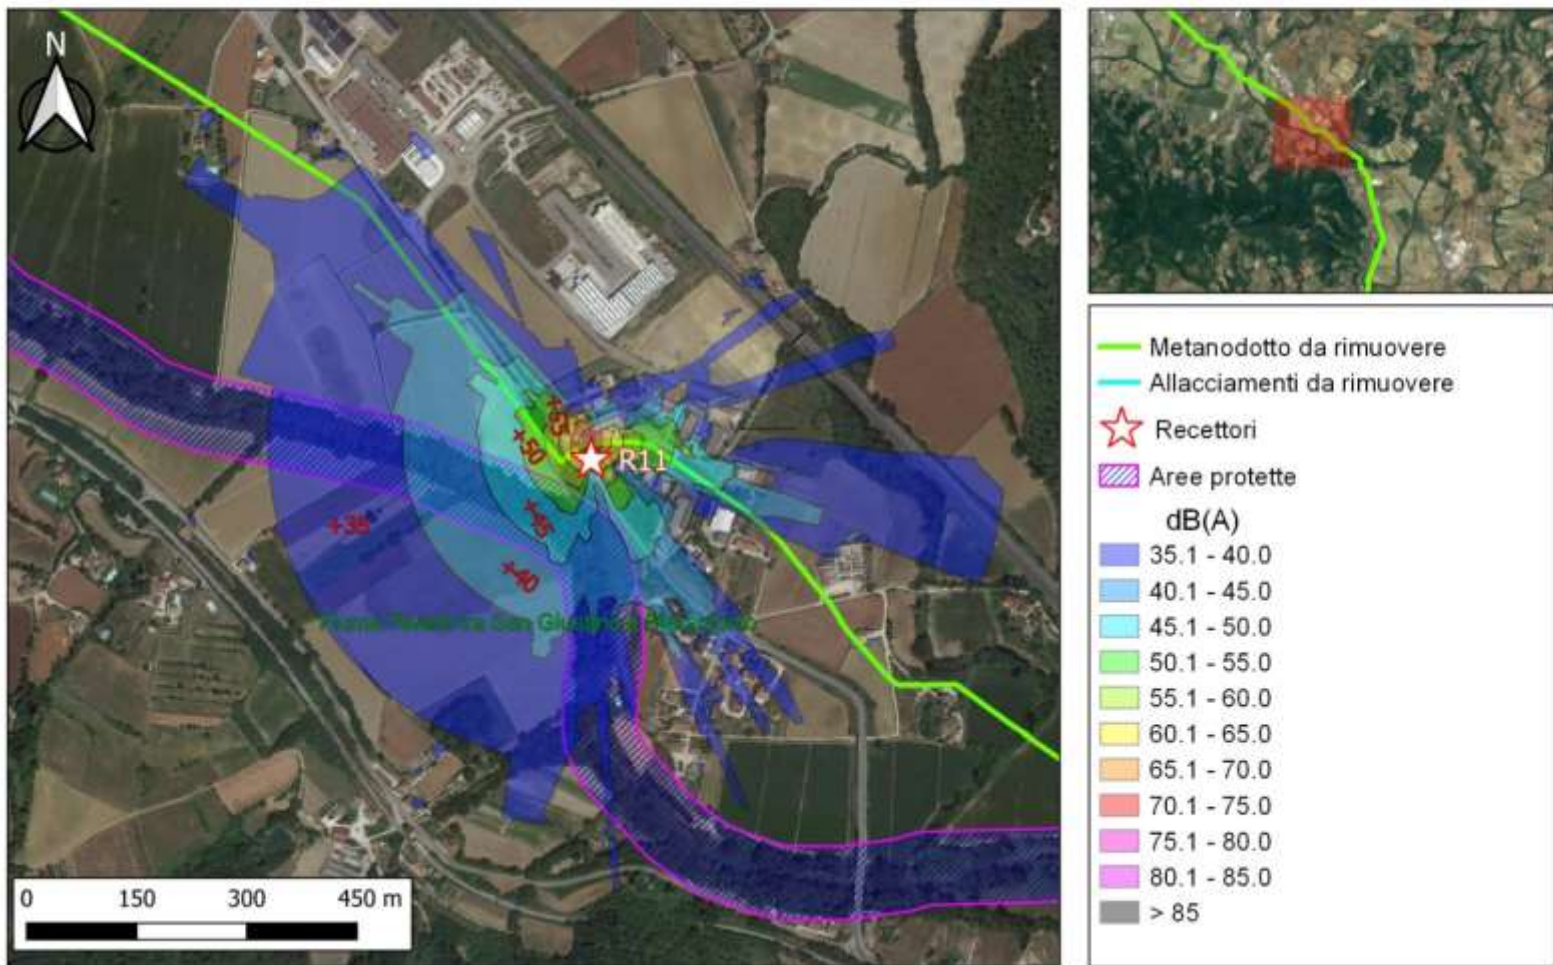 N
+55
+50
R11
+35
+45
+40
0 150 300 450 m
Metanodotto da rimuovere
Allacciamenti da rimuovere
Recettori
Aree protette
dB(A)
35.1 - 40.0
40.1 - 45.0
45.1 - 50.0
50.1 - 55.0
55.1 - 60.0
60.1 - 65.0
65.1 - 70.0
70.1 - 75.0
75.1 - 80.0
80.1 - 85.0
> 85